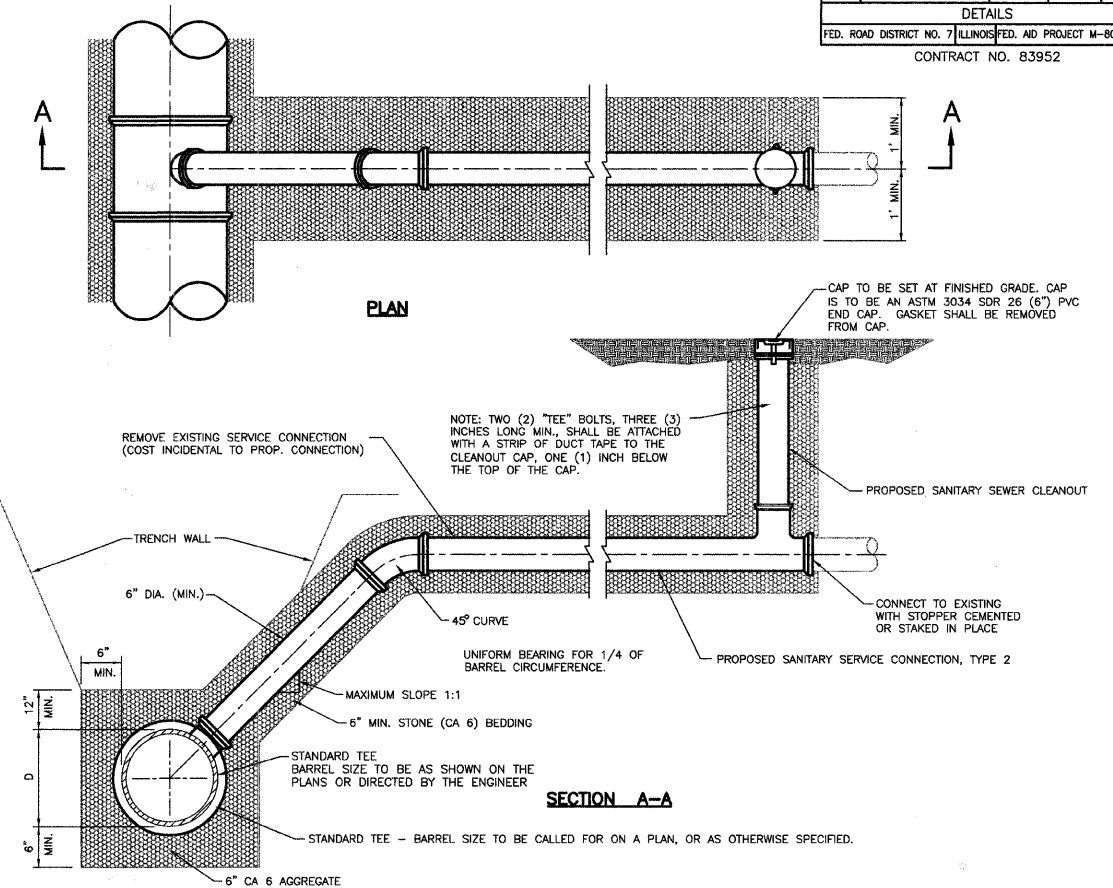 DETAILS
FED. ROAD DISTRICT NO. 7 ILLINOIS FED. AID PROJECT
CONTRACT NO. 83952
A
A
1' MIN.
1' MIN.
PLAN
CAP TO BE SET AT FINISHED GRADE. CAP
IS TO BE AN ASTM 3034 SDR 26 (6") PVC
END CAP. GASKET SHALL BE REMOVED
FROM CAP.
NOTE: TWO (2) "TEE" BOLTS, THREE (3)
INCHES LONG MIN., SHALL BE ATTACHED
WITH A STRIP OF DUCT TAPE TO THE
CLEANOUT CAP, ONE (1) INCH BELOW
THE TOP OF THE CAP.
REMOVE EXISTING SERVICE CONNECTION
(COST INCIDENTAL TO PROP. CONNECTION)
PROPOSED SANITARY SEWER CLEANOUT
TRENCH WALL
6" DIA. (MIN.)
45° CURVE
CONNECT TO EXISTING
WITH STOPPER CEMENTED
OR STAKED IN PLACE
UNIFORM BEARING FOR 1/4 OF
BARREL CIRCUMFERENCE.
PROPOSED SANITARY SERVICE CONNECTION, TYPE 2
6"
MIN.
MAXIMUM SLOPE 1:1
12"
MIN.
6" MIN. STONE (CA 6) BEDDING
STANDARD TEE
BARREL SIZE TO BE AS SHOWN ON THE
PLANS OR DIRECTED BY THE ENGINEER
D
SECTION A-A
STANDARD TEE - BARREL SIZE TO BE CALLED FOR ON A PLAN, OR AS OTHERWISE SPECIFIED.
6"
MIN.
6" CA 6 AGGREGATE